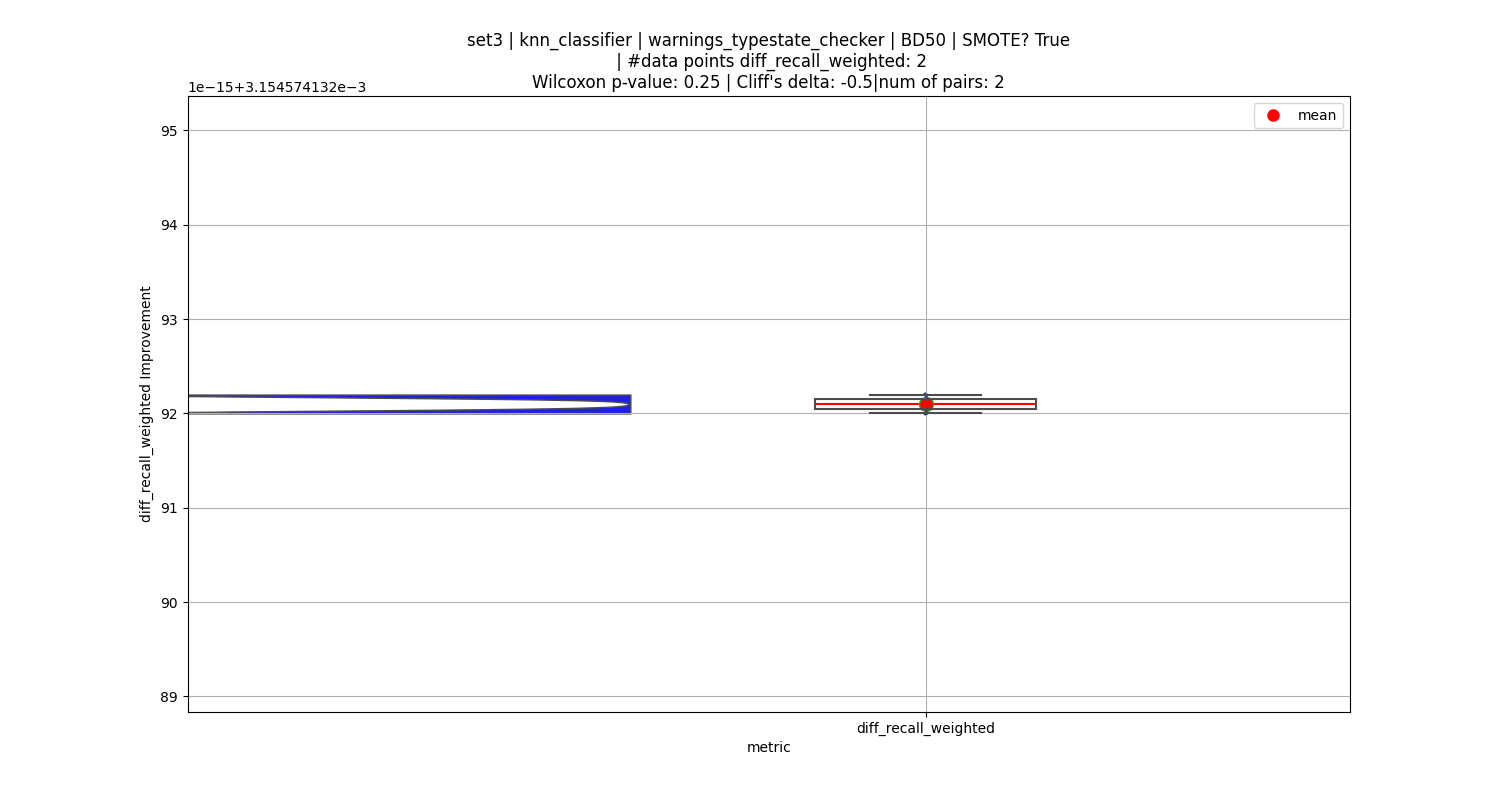 set3 | knn_classifier | warnings_typestate_checker | BD50 | SMOTE? True
| #data points diff_recall_weighted: 2
Wilcoxon p-value: 0.25 | Cliff's delta: -0.5|num of pairs: 2
1e−15+3.154574132e−3
mean
95
94
93
92
91
90
89
diff_recall_weighted Improvement
diff_recall_weighted
metric